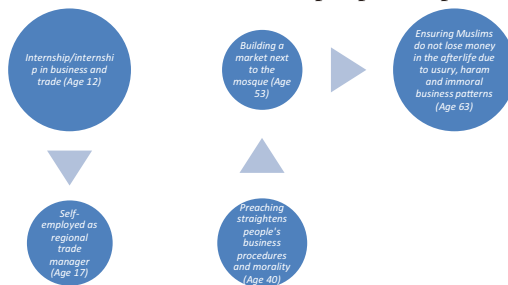 Internship/internshi
p in business and
trade (Age 12)
Self-
employed as
regional
trade
manager
(Age 17)
Preaching
straightens
people's
business
procedures
and morality
(Age 40)
Building a
market next
to the
mosque (Age
53)
Ensuring Muslims
do not lose money
in the afterlife due
to usury, haram
and immoral
business patterns
(Age 63)